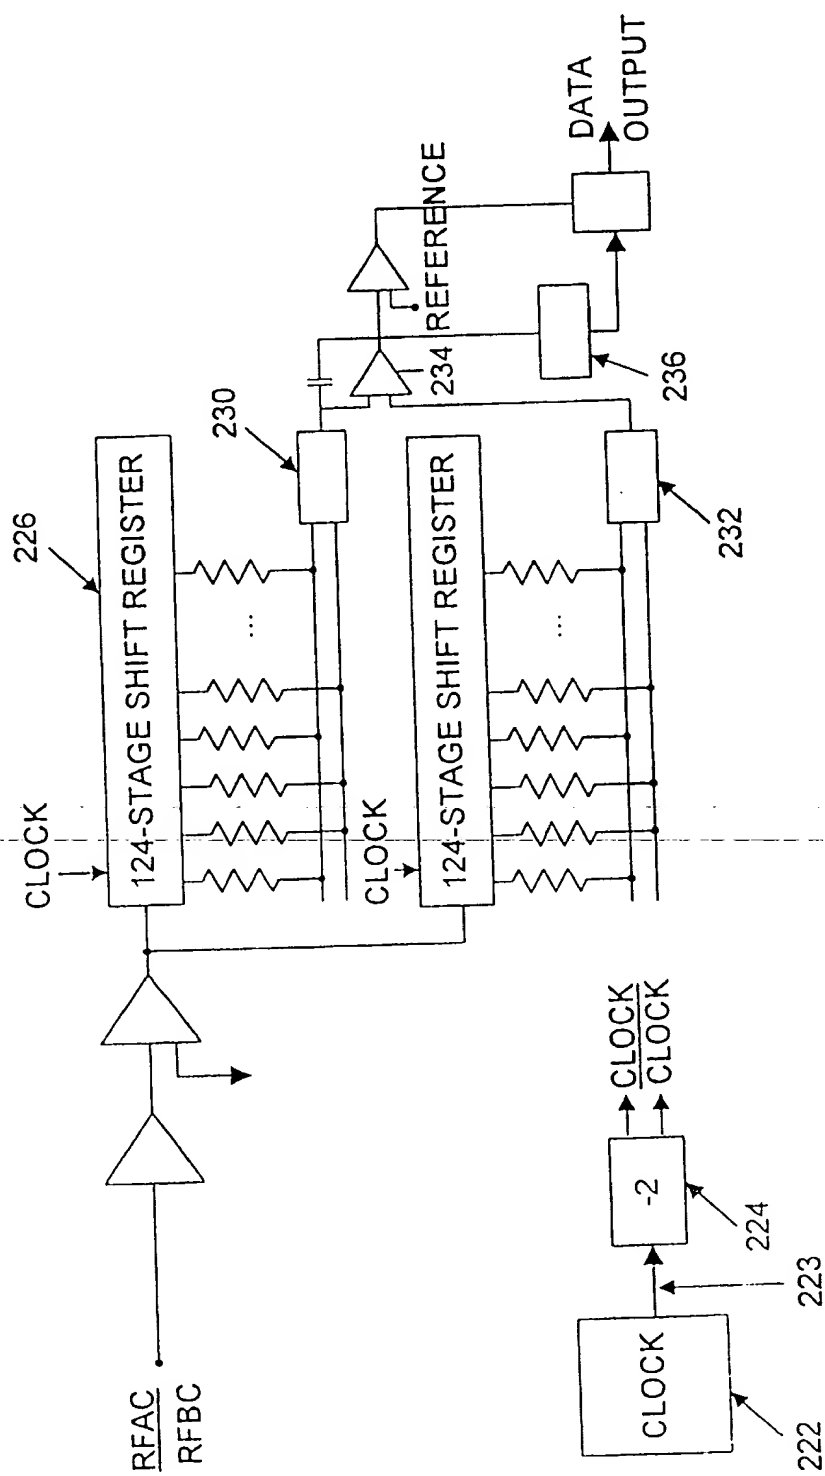 RFAC
RFBC
CLOCK
226
124-STAGE SHIFT REGISTER
...
230
CLOCK
124-STAGE SHIFT REGISTER
...
232
234
REFERENCE
236
DATA
OUTPUT
CLOCK
222
223
-2
224
CLOCK
CLOCK